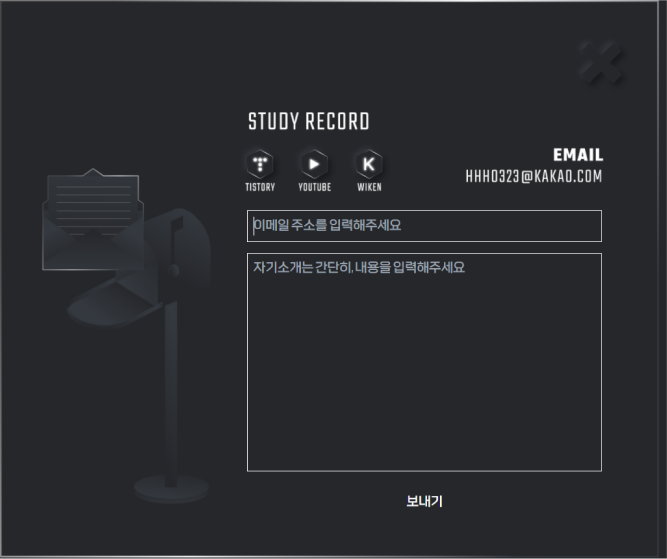 STUDY RECORD
TISTORY YOUTUBE WIKEN
EMAIL
HHH0323@KAKAO.COM
이메일 주소를 입력해주세요
자기소개는 간단히, 내용을 입력해주세요
보내기